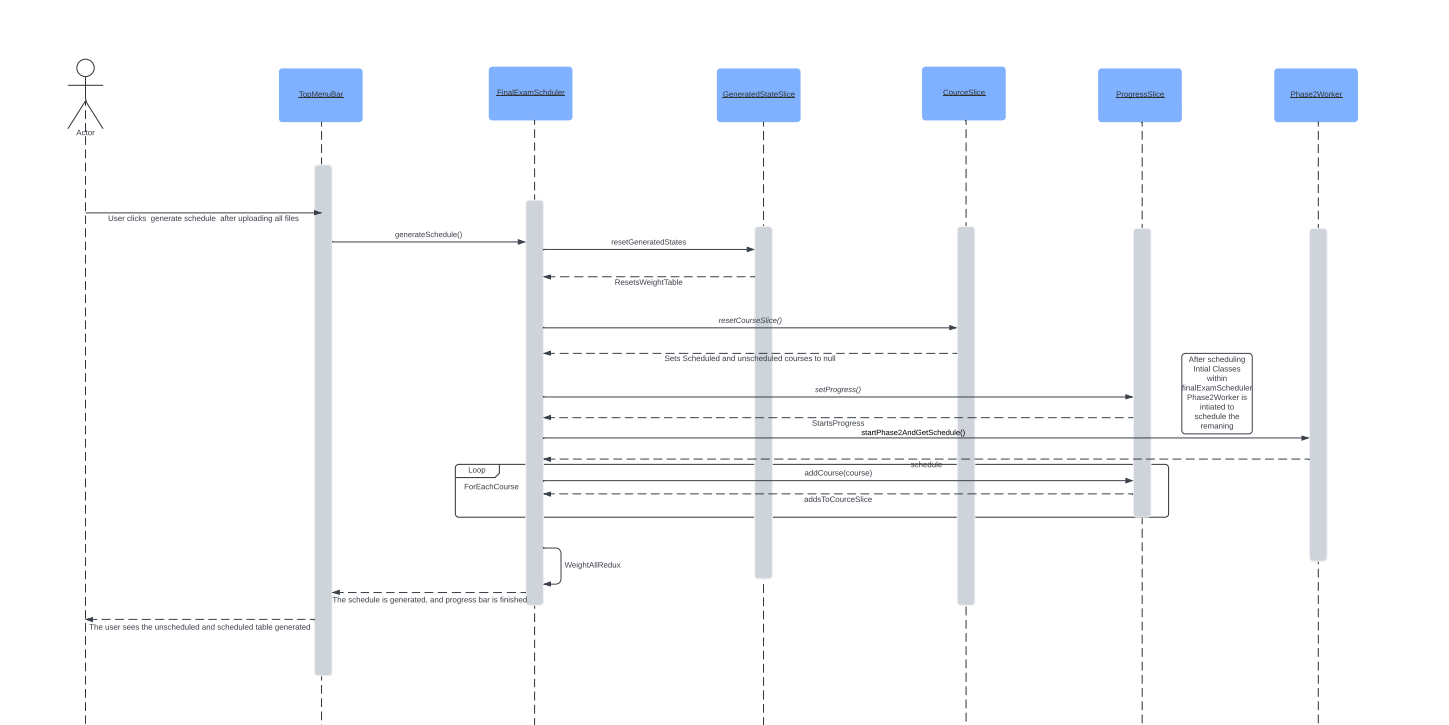 Actor
TopMenuBar
FinalExamSchduler
GeneratedStateSlice
CourceSlice
ProgressSlice
Phase2Worker
User clicks  generate schedule  after uploading all files
generateSchedule()
resetGeneratedStates
ResetsWeightTable
resetCourseSlice()
Sets Scheduled and unscheduled courses to null
After scheduling
Intial Classes
within
finalExamScheduler
Phase2Worker is
intiated to
schedule the
remaning
setProgress()
StartsProgress
startPhase2AndGetSchedule()
schedule
Loop
addCourse(course)
ForEachCourse
addsToCourceSlice
WeightAllRedux
The schedule is generated, and progress bar is finished
The user sees the unscheduled and scheduled table generated